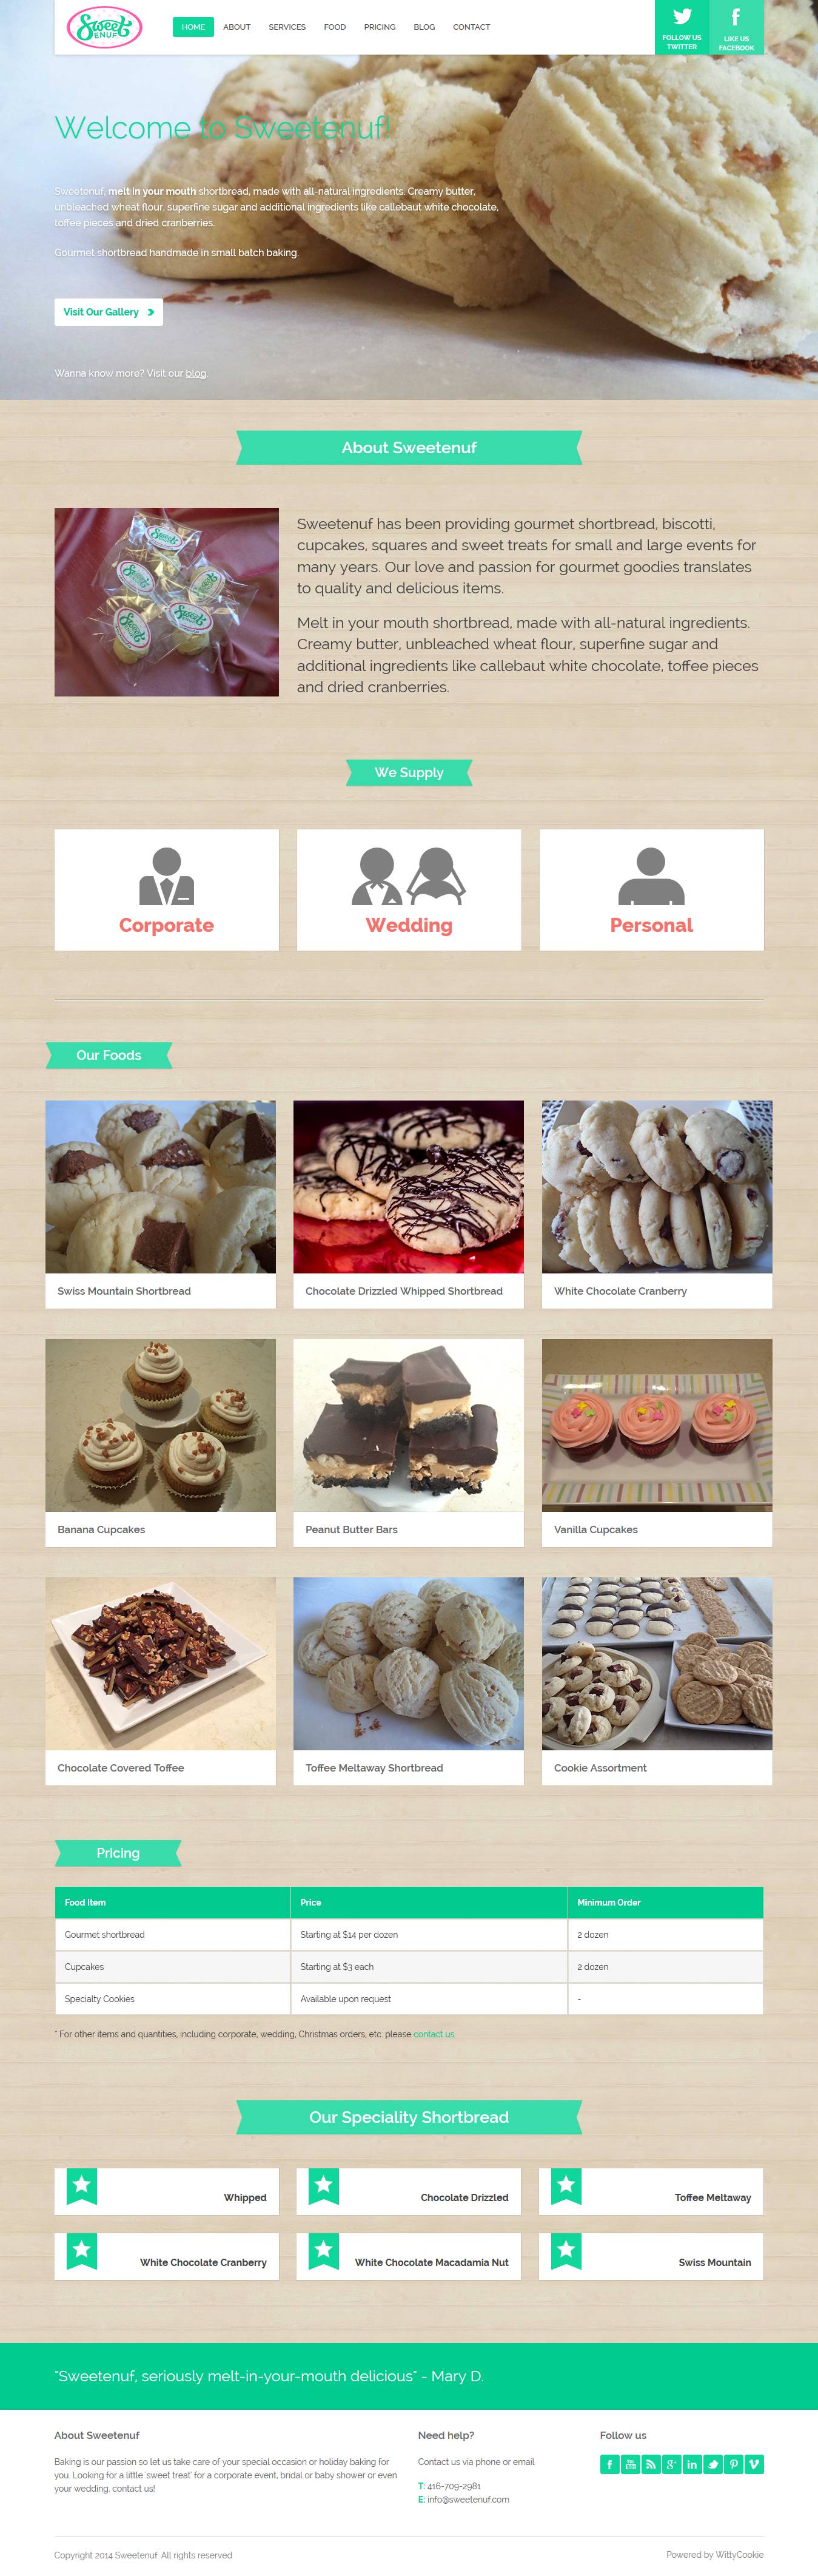 Sweet
ENUF
HOME
ABOUT
SERVICES
FOOD
PRICING
BLOG
CONTACT
FOLLOW US
TWITTER
LIKE US
FACEBOOK
Welcome to Sweetenuf!
Sweetenuf, melt in your mouth shortbread, made with all-natural ingredients. Creamy butter,
unbleached wheat flour, superfine sugar and additional ingredients like callebaut white chocolate,
toffee pieces and dried cranberries.
Gourmet shortbread handmade in small batch baking.
Visit Our Gallery
Wanna know more? Visit our blog.
About Sweetenuf
Sweet
Sweet
Sweet
Sweet
Sweetenuf has been providing gourmet shortbread, biscotti,
cupcakes, squares and sweet treats for small and large events for
many years. Our love and passion for gourmet goodies translates
to quality and delicious items.
Melt in your mouth shortbread, made with all-natural ingredients.
Creamy butter, unbleached wheat flour, superfine sugar and
additional ingredients like callebaut white chocolate, toffee pieces
and dried cranberries.
We Supply
Corporate
Wedding
Personal
Our Foods
Swiss Mountain Shortbread
Chocolate Drizzled Whipped Shortbread
White Chocolate Cranberry
Banana Cupcakes
Peanut Butter Bars
Vanilla Cupcakes
Chocolate Covered Toffee
Toffee Meltaway Shortbread
Cookie Assortment
Pricing
Food Item Price Minimum Order
Gourmet shortbread Starting at $14 per dozen 2 dozen
Cupcakes Starting at $3 each 2 dozen
Specialty Cookies Available upon request -
* For other items and quantities, including corporate, wedding, Christmas orders, etc. please contact us.
Our Speciality Shortbread
Whipped
Chocolate Drizzled
Toffee Meltaway
White Chocolate Cranberry
White Chocolate Macadamia Nut
Swiss Mountain
"Sweetenuf, seriously melt-in-your-mouth delicious" - Mary D.
About Sweetenuf
Baking is our passion so let us take care of your special occasion or holiday baking for
you. Looking for a little 'sweet treat' for a corporate event, bridal or baby shower or even
your wedding, contact us!
Need help?
Contact us via phone or email
T: 416-709-2981
E: info@sweetenuf.com
Follow us
Copyright 2014 Sweetenuf. All rights reserved
Powered by WittyCookie